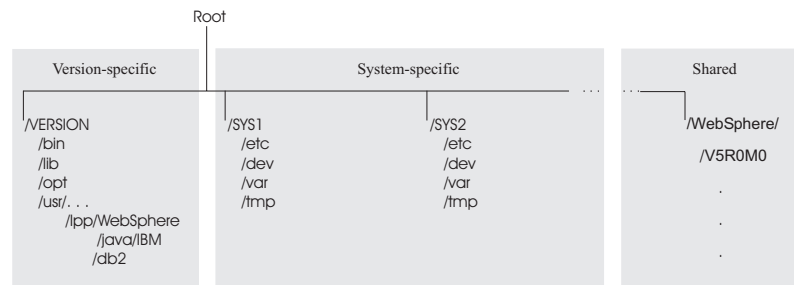 Root
Version-specific
/VERSION
/bin
/lib
/opt
/usr/. . .
/lpp/WebSphere
/java/IBM
/db2
System-specific
/SYS1
/etc
/dev
/var
/tmp
/SYS2
/etc
/dev
/var
/tmp
. . . . . .
Shared
/WebSphere/
/V5R0M0
.
.
.